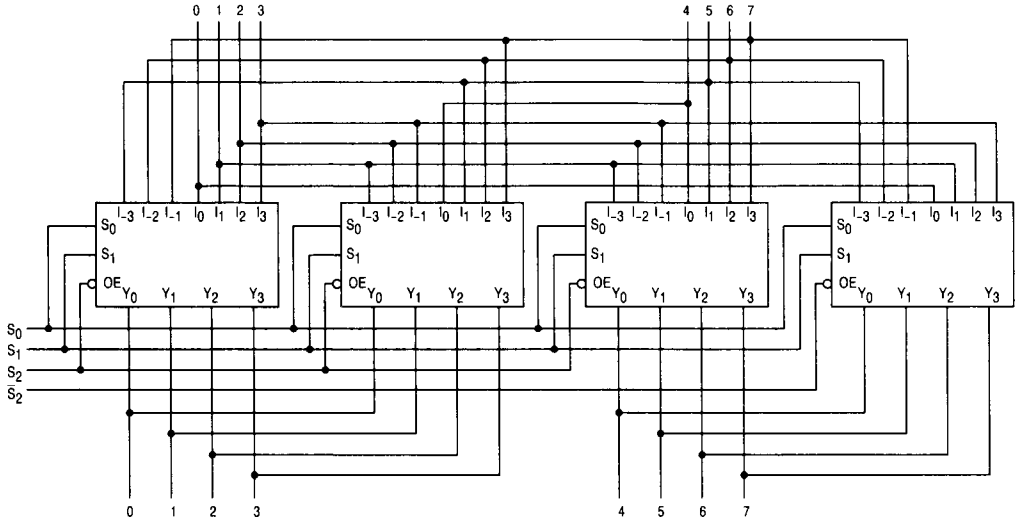 0 1 2 3 4 5 6 7
I₋₃ I₋₂ I₋₁ I₀ I₁ I₂ I₃ I₋₃ I₋₂ I₋₁ I₀ I₁ I₂ I₃ I₋₃ I₋₂ I₋₁ I₀ I₁ I₂ I₃ I₋₃ I₋₂ I₋₁ I₀ I₁ I₂ I₃
S₀ S₀ S₀ S₀
S₁ S₁ S₁ S₁
OE OE OE OE
Y₀ Y₁ Y₂ Y₃ Y₀ Y₁ Y₂ Y₃ Y₀ Y₁ Y₂ Y₃ Y₀ Y₁ Y₂ Y₃
S₀
S₁
S₂
S̅₂
0 1 2 3 4 5 6 7